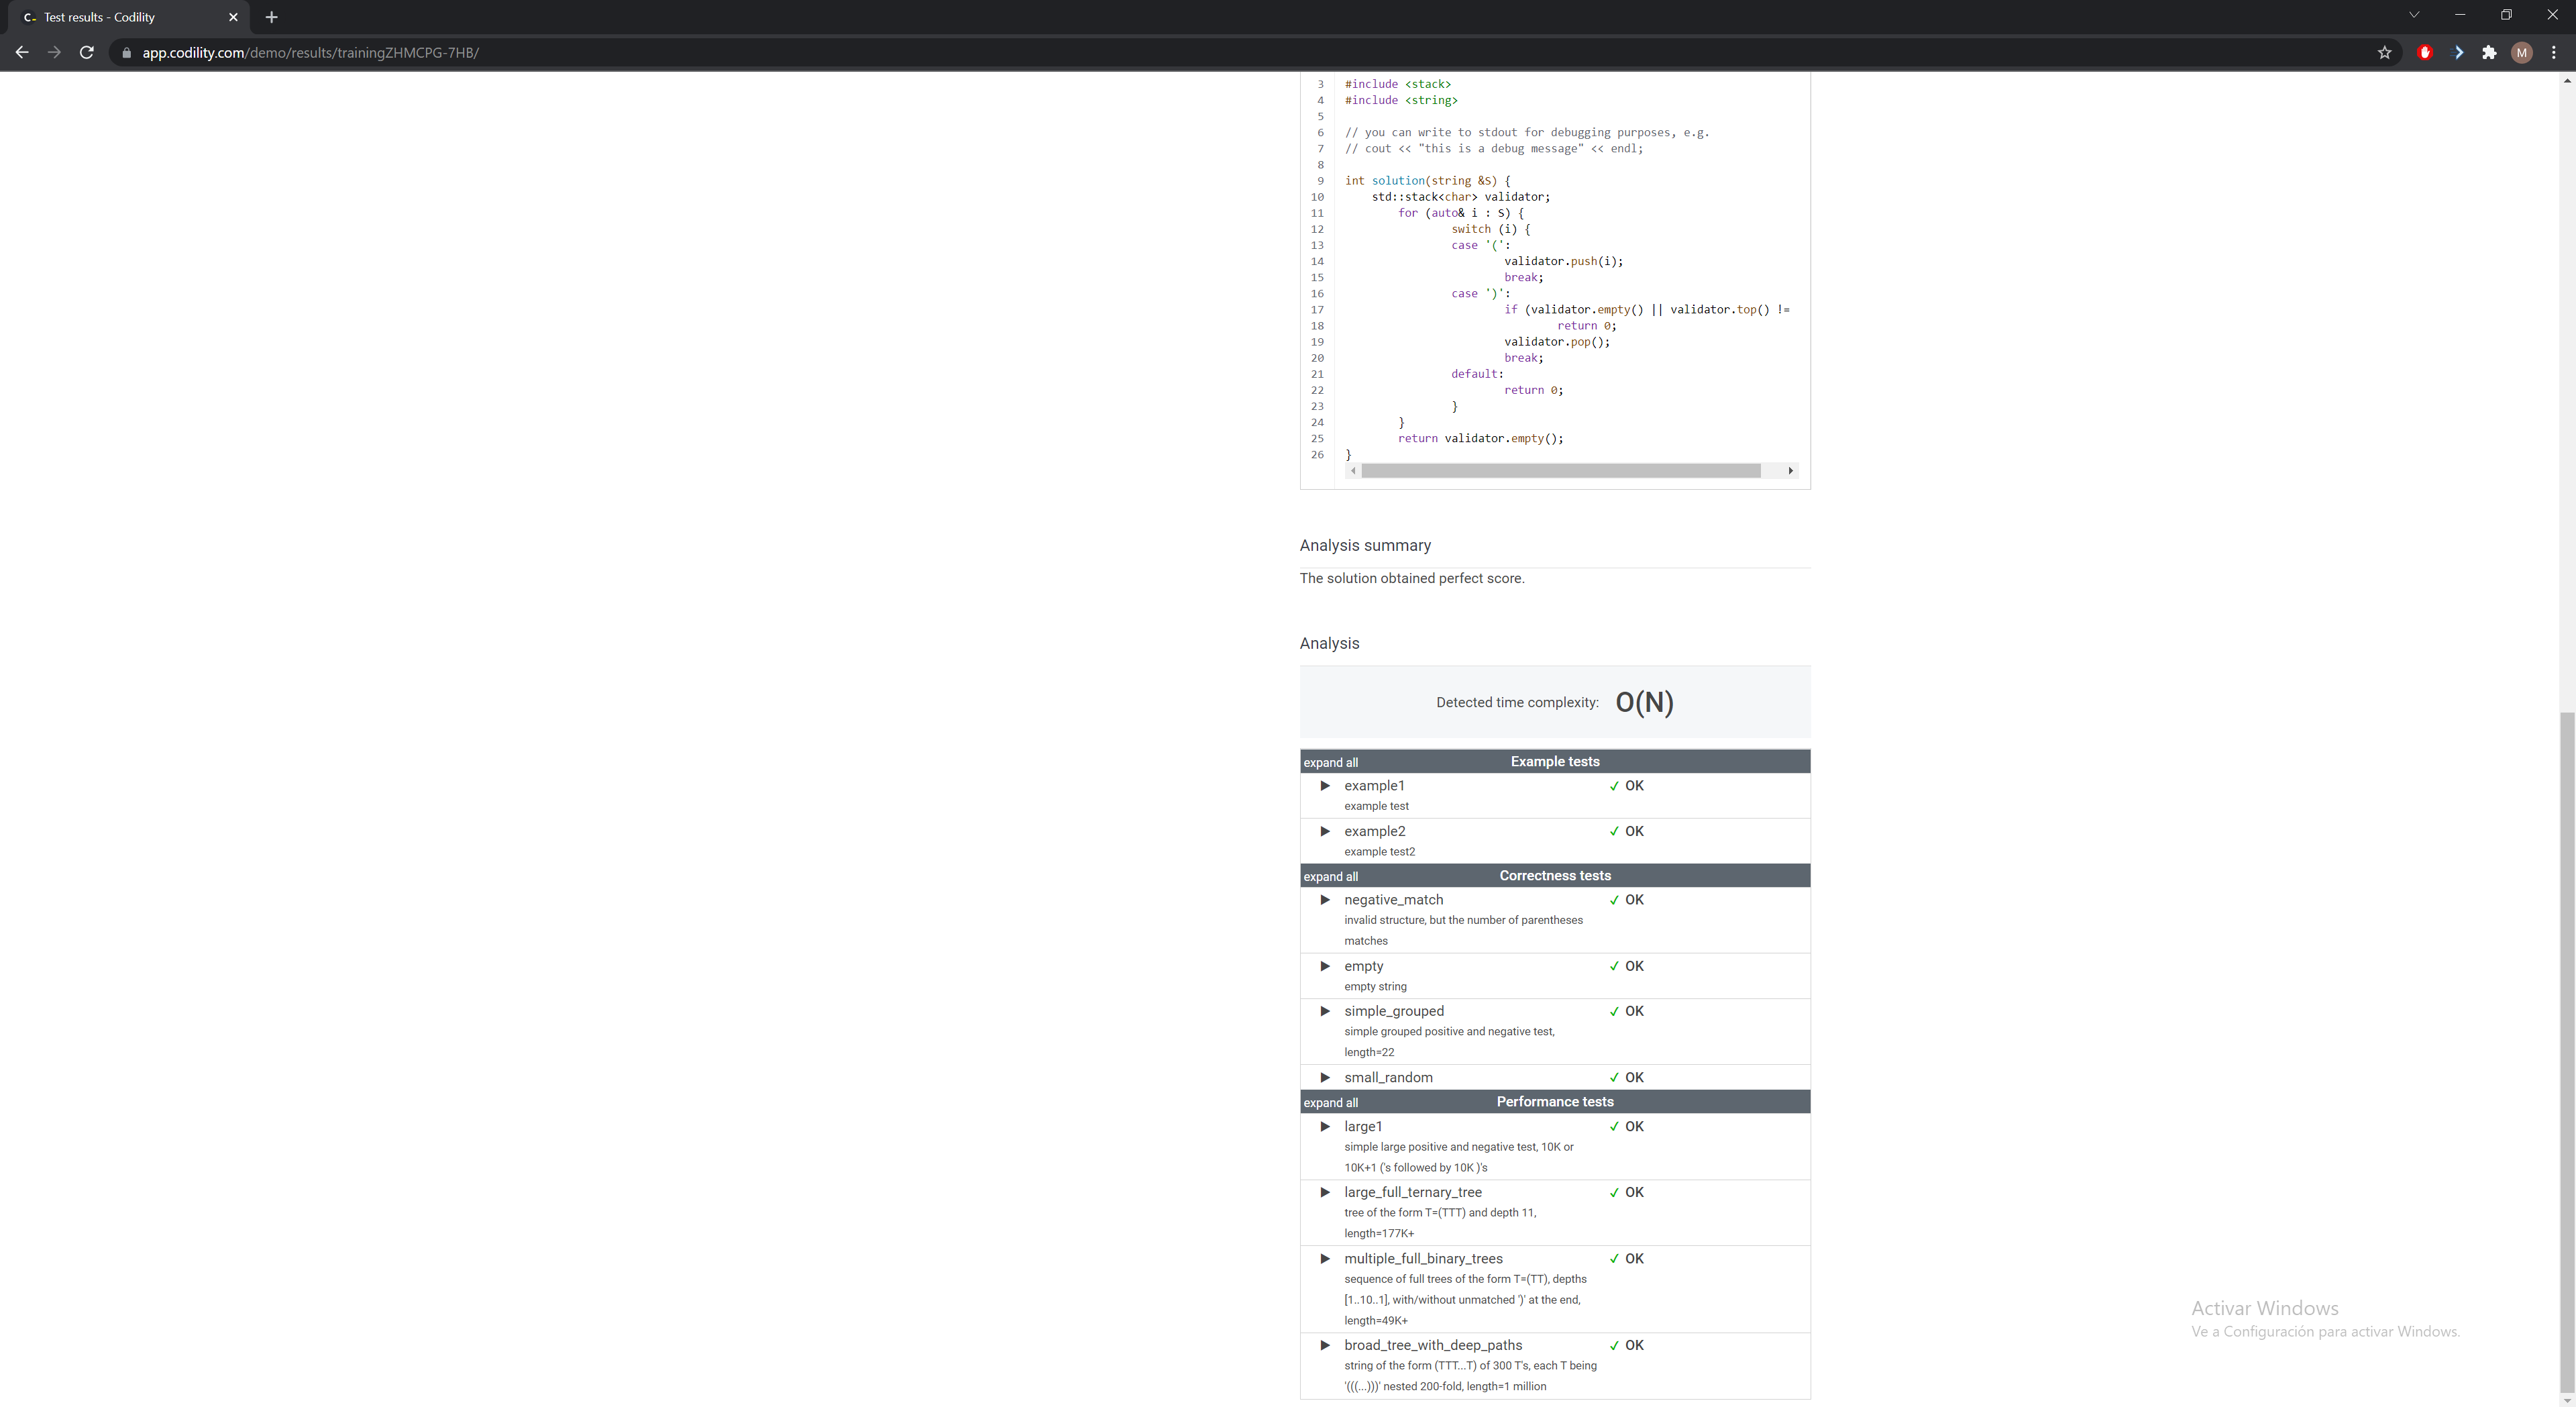 Test results - Codility
app.codility.com/demo/results/trainingZHMCPG-7HB/
M
3 #include <stack>
4 #include <string>
5
6 // you can write to stdout for debugging purposes, e.g.
7 // cout << "this is a debug message" << endl;
8
9 int solution(string &S) {
10 std::stack<char> validator;
11 for (auto& i : S) {
12 switch (i) {
13 case '(':
14 validator.push(i);
15 break;
16 case ')':
17 if (validator.empty() || validator.top() !=
18 return 0;
19 validator.pop();
20 break;
21 default:
22 return 0;
23 }
24 }
25 return validator.empty();
26 }
Analysis summary
The solution obtained perfect score.
Analysis
Detected time complexity: O(N)
expand all Example tests
▶ example1 ✓ OK
example test
▶ example2 ✓ OK
example test2
expand all Correctness tests
▶ negative_match ✓ OK
invalid structure, but the number of parentheses
matches
▶ empty ✓ OK
empty string
▶ simple_grouped ✓ OK
simple grouped positive and negative test,
length=22
▶ small_random ✓ OK
expand all Performance tests
▶ large1 ✓ OK
simple large positive and negative test, 10K or
10K+1 ('s followed by 10K )'s
▶ large_full_ternary_tree ✓ OK
tree of the form T=(TTT) and depth 11,
length=177K+
▶ multiple_full_binary_trees ✓ OK
sequence of full trees of the form T=(TT), depths
[1..10..1], with/without unmatched ')' at the end,
length=49K+
▶ broad_tree_with_deep_paths ✓ OK
string of the form (TTT...T) of 300 T's, each T being
'(((...)))' nested 200-fold, length=1 million
Activar Windows
Ve a Configuración para activar Windows.